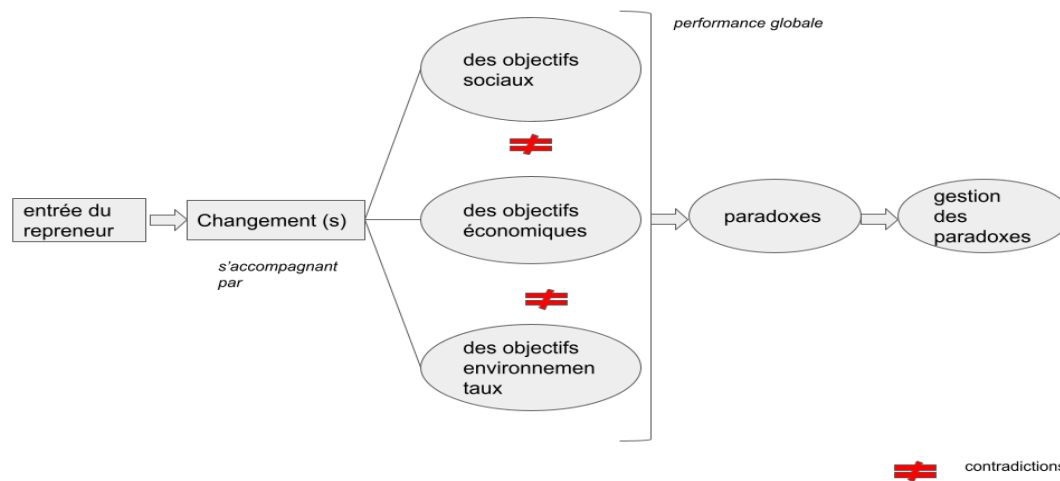 performance globale
des objectifs
sociaux
entrée du
repreneur
Changement (s)
s'accompagnant
par
des objectifs
économiques
paradoxes
gestion
des
paradoxes
des objectifs
environnemen
taux
contradictions